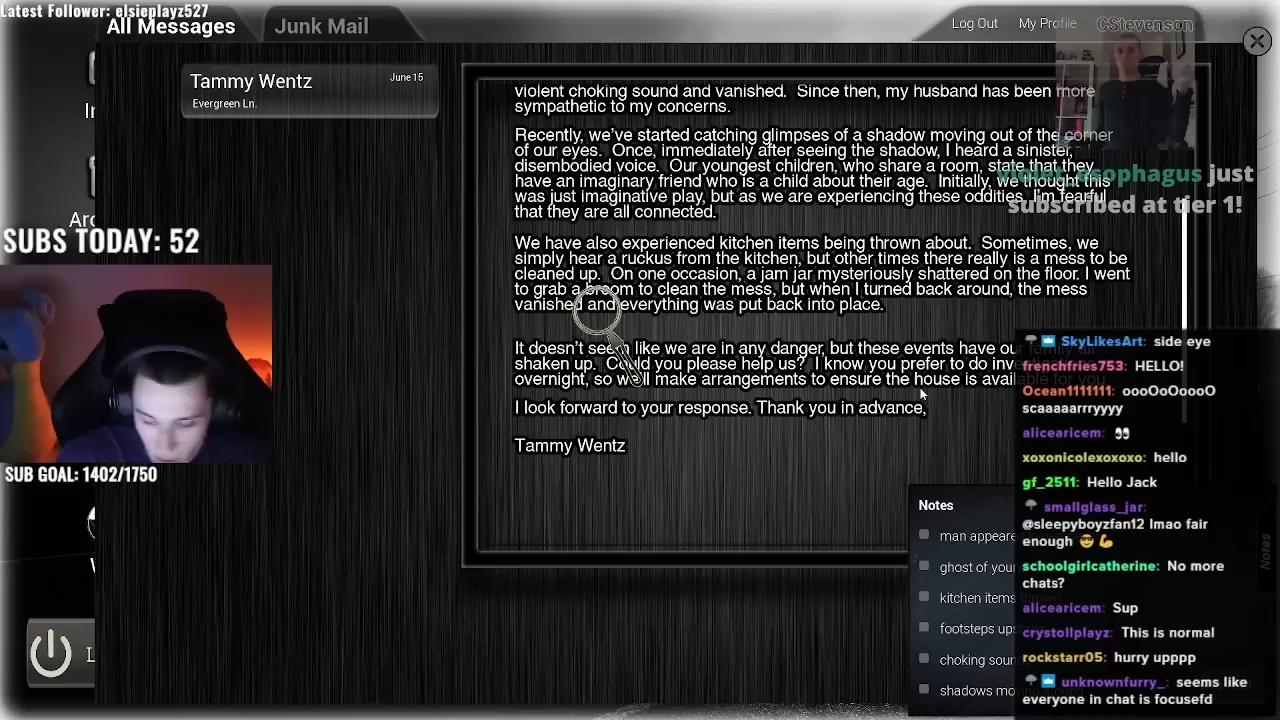 Latest Follower: elsieplayz527
All Messages
Junk Mail
Log Out
My Profile
CStevenson
Tammy Wentz
June 15
Evergreen Ln.
violent choking sound and vanished.  Since then, my husband has been more
sympathetic to my concerns.
Recently, we've started catching glimpses of a shadow moving out of the corner
of our eyes.  Once, immediately after seeing the shadow, I heard a sinister,
disembodied voice.  Our youngest children, who share a room, state that they
have an imaginary friend who is a child about their age.  Initially, we thought this
was just imaginative play, but as we are experiencing these oddities, I'm fearful
that they are all connected.
We have also experienced kitchen items being thrown about.  Sometimes, we
simply hear a ruckus from the kitchen, but other times there really is a mess to be
cleaned up.  On one occasion, a jam jar mysteriously shattered on the floor. I went
to grab a broom to clean the mess, but when I turned back around, the mess
vanished and everything was put back into place.
It doesn't seem like we are in any danger, but these events have our family all
shaken up.  Could you please help us?  I know you prefer to do
overnight, so we'll make arrangements to ensure the house is available for you.
I look forward to your response. Thank you in advance,
Tammy Wentz
violet_esophagus just
subscribed at tier 1!
SUBS TODAY: 52
SUB GOAL: 1402/1750
Notes
man appeare
ghost of your
kitchen items thrown
footsteps ups
choking soun
shadows moving
Notes
SkyLikesArt: side eye
frenchfries753: HELLO!
Ocean1111111: oooOoOoooO
scaaaaarrryyyy
alicearicem: 👀
xoxonicolexoxoxo: hello
gf_2511: Hello Jack
smallglass_jar:
@sleepyboyzfan12 lmao fair
enough 😎 💪
schoolgirlcatherine: No more
chats?
alicearicem: Sup
crystollplayz: This is normal
rockstarr05: hurry upppp
unknownfurry_: seems like
everyone in chat is focusefd